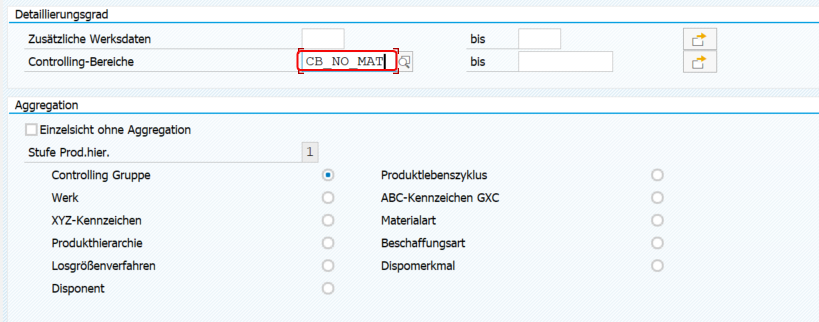 Detaillierungsgrad
Zusätzliche Werksdaten bis
Controlling-Bereiche CB_NO_MAT bis
Aggregation
Einzelsicht ohne Aggregation
Stufe Prod.hier. 1
Controlling Gruppe Produktlebenszyklus
Werk ABC-Kennzeichen GXC
XYZ-Kennzeichen Materialart
Produkthierarchie Beschaffungsart
Losgrößenverfahren Dispomerkmal
Disponent